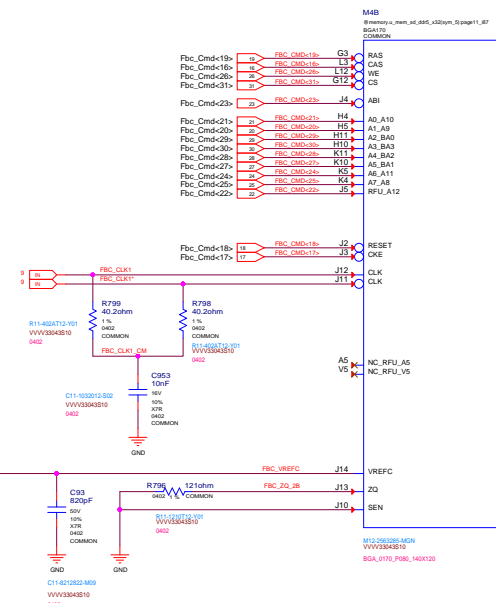 M4B
@memory.u_mem_sd_ddr5_x32(sym_5):page11_i87
BGA170
COMMON
Fbc_Cmd<19> 19 FBC_CMD<19> G3 RAS
Fbc_Cmd<16> 16 FBC_CMD<16> L3 CAS
Fbc_Cmd<26> 26 FBC_CMD<26> L12 WE
Fbc_Cmd<31> 31 FBC_CMD<31> G12 CS
Fbc_Cmd<23> 23 FBC_CMD<23> J4 ABI
Fbc_Cmd<21> 21 FBC_CMD<21> H4 A0_A10
Fbc_Cmd<20> 20 FBC_CMD<20> H5 A1_A9
Fbc_Cmd<29> 29 FBC_CMD<29> H11 A2_BA0
Fbc_Cmd<30> 30 FBC_CMD<30> H10 A3_BA3
Fbc_Cmd<28> 28 FBC_CMD<28> K11 A4_BA2
Fbc_Cmd<27> 27 FBC_CMD<27> K10 A5_BA1
Fbc_Cmd<24> 24 FBC_CMD<24> K5 A6_A11
Fbc_Cmd<25> 25 FBC_CMD<25> K4 A7_A8
Fbc_Cmd<22> 22 FBC_CMD<22> J5 RFU_A12
Fbc_Cmd<18> 18 FBC_CMD<18> J2 RESET
Fbc_Cmd<17> 17 FBC_CMD<17> J3 CKE
9 IN FBC_CLK1 J12 CLK
9 IN FBC_CLK1* J11 CLK
R799
40.2ohm
1 %
0402
COMMON
R11-402AT12-Y01
VVVV33043S10
0402
R798
40.2ohm
1 %
0402
COMMON
R11-402AT12-Y01
VVVV33043S10
0402
FBC_CLK1_CM
A5 NC_RFU_A5
V5 NC_RFU_V5
C953
10nF
16V
10%
X7R
0402
COMMON
C11-1032012-S02
VVVV33043S10
0402
GND
FBC_VREFC J14 VREFC
R795 121ohm FBC_ZQ_2B J13 ZQ
0402 1 % COMMON
J10 SEN
C93
820pF
50V
10%
X7R
0402
COMMON
R11-1210T12-Y01
VVVV33043S10
0402
GND
GND
M12-2563285-MGN
VVVV33043S10
BGA_0170_P080_140X120
C11-8212822-M09
VVVV33043S10